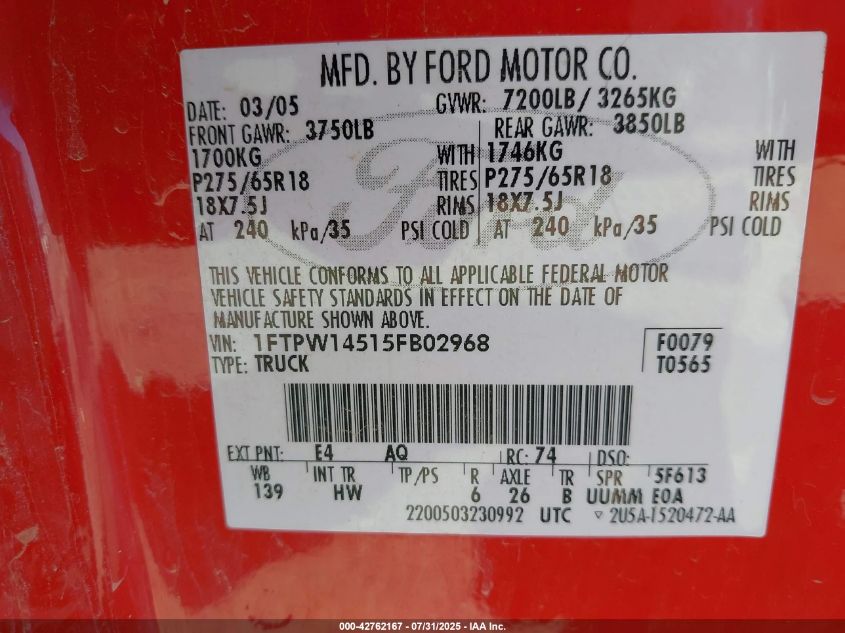 MFD. BY FORD MOTOR CO.
DATE: 03/05 GVWR: 7200LB / 3265KG
FRONT GAWR: 3750LB REAR GAWR: 3850LB
1700KG WITH 1746KG WITH
P275/65R18 TIRES P275/65R18 TIRES
18X7.5J RIMS 18X7.5J RIMS
AT 240 kPa/35 PSI COLD AT 240 kPa/35 PSI COLD
Ford
THIS VEHICLE CONFORMS TO ALL APPLICABLE FEDERAL MOTOR
VEHICLE SAFETY STANDARDS IN EFFECT ON THE DATE OF
MANUFACTURE SHOWN ABOVE.
VIN: 1FTPW14515FB02968 F0079
TYPE: TRUCK T0565
EXT PNT: E4 AQ RC: 74 DSO:
WB INT TR TP/PS R AXLE TR SPR 5F613
139 HW 6 26 B UUMM EOA
2200503230992 UTC ▽ 2U5A-1520472-AA
000-42762167 / 07/31/2025 - IAA Inc.